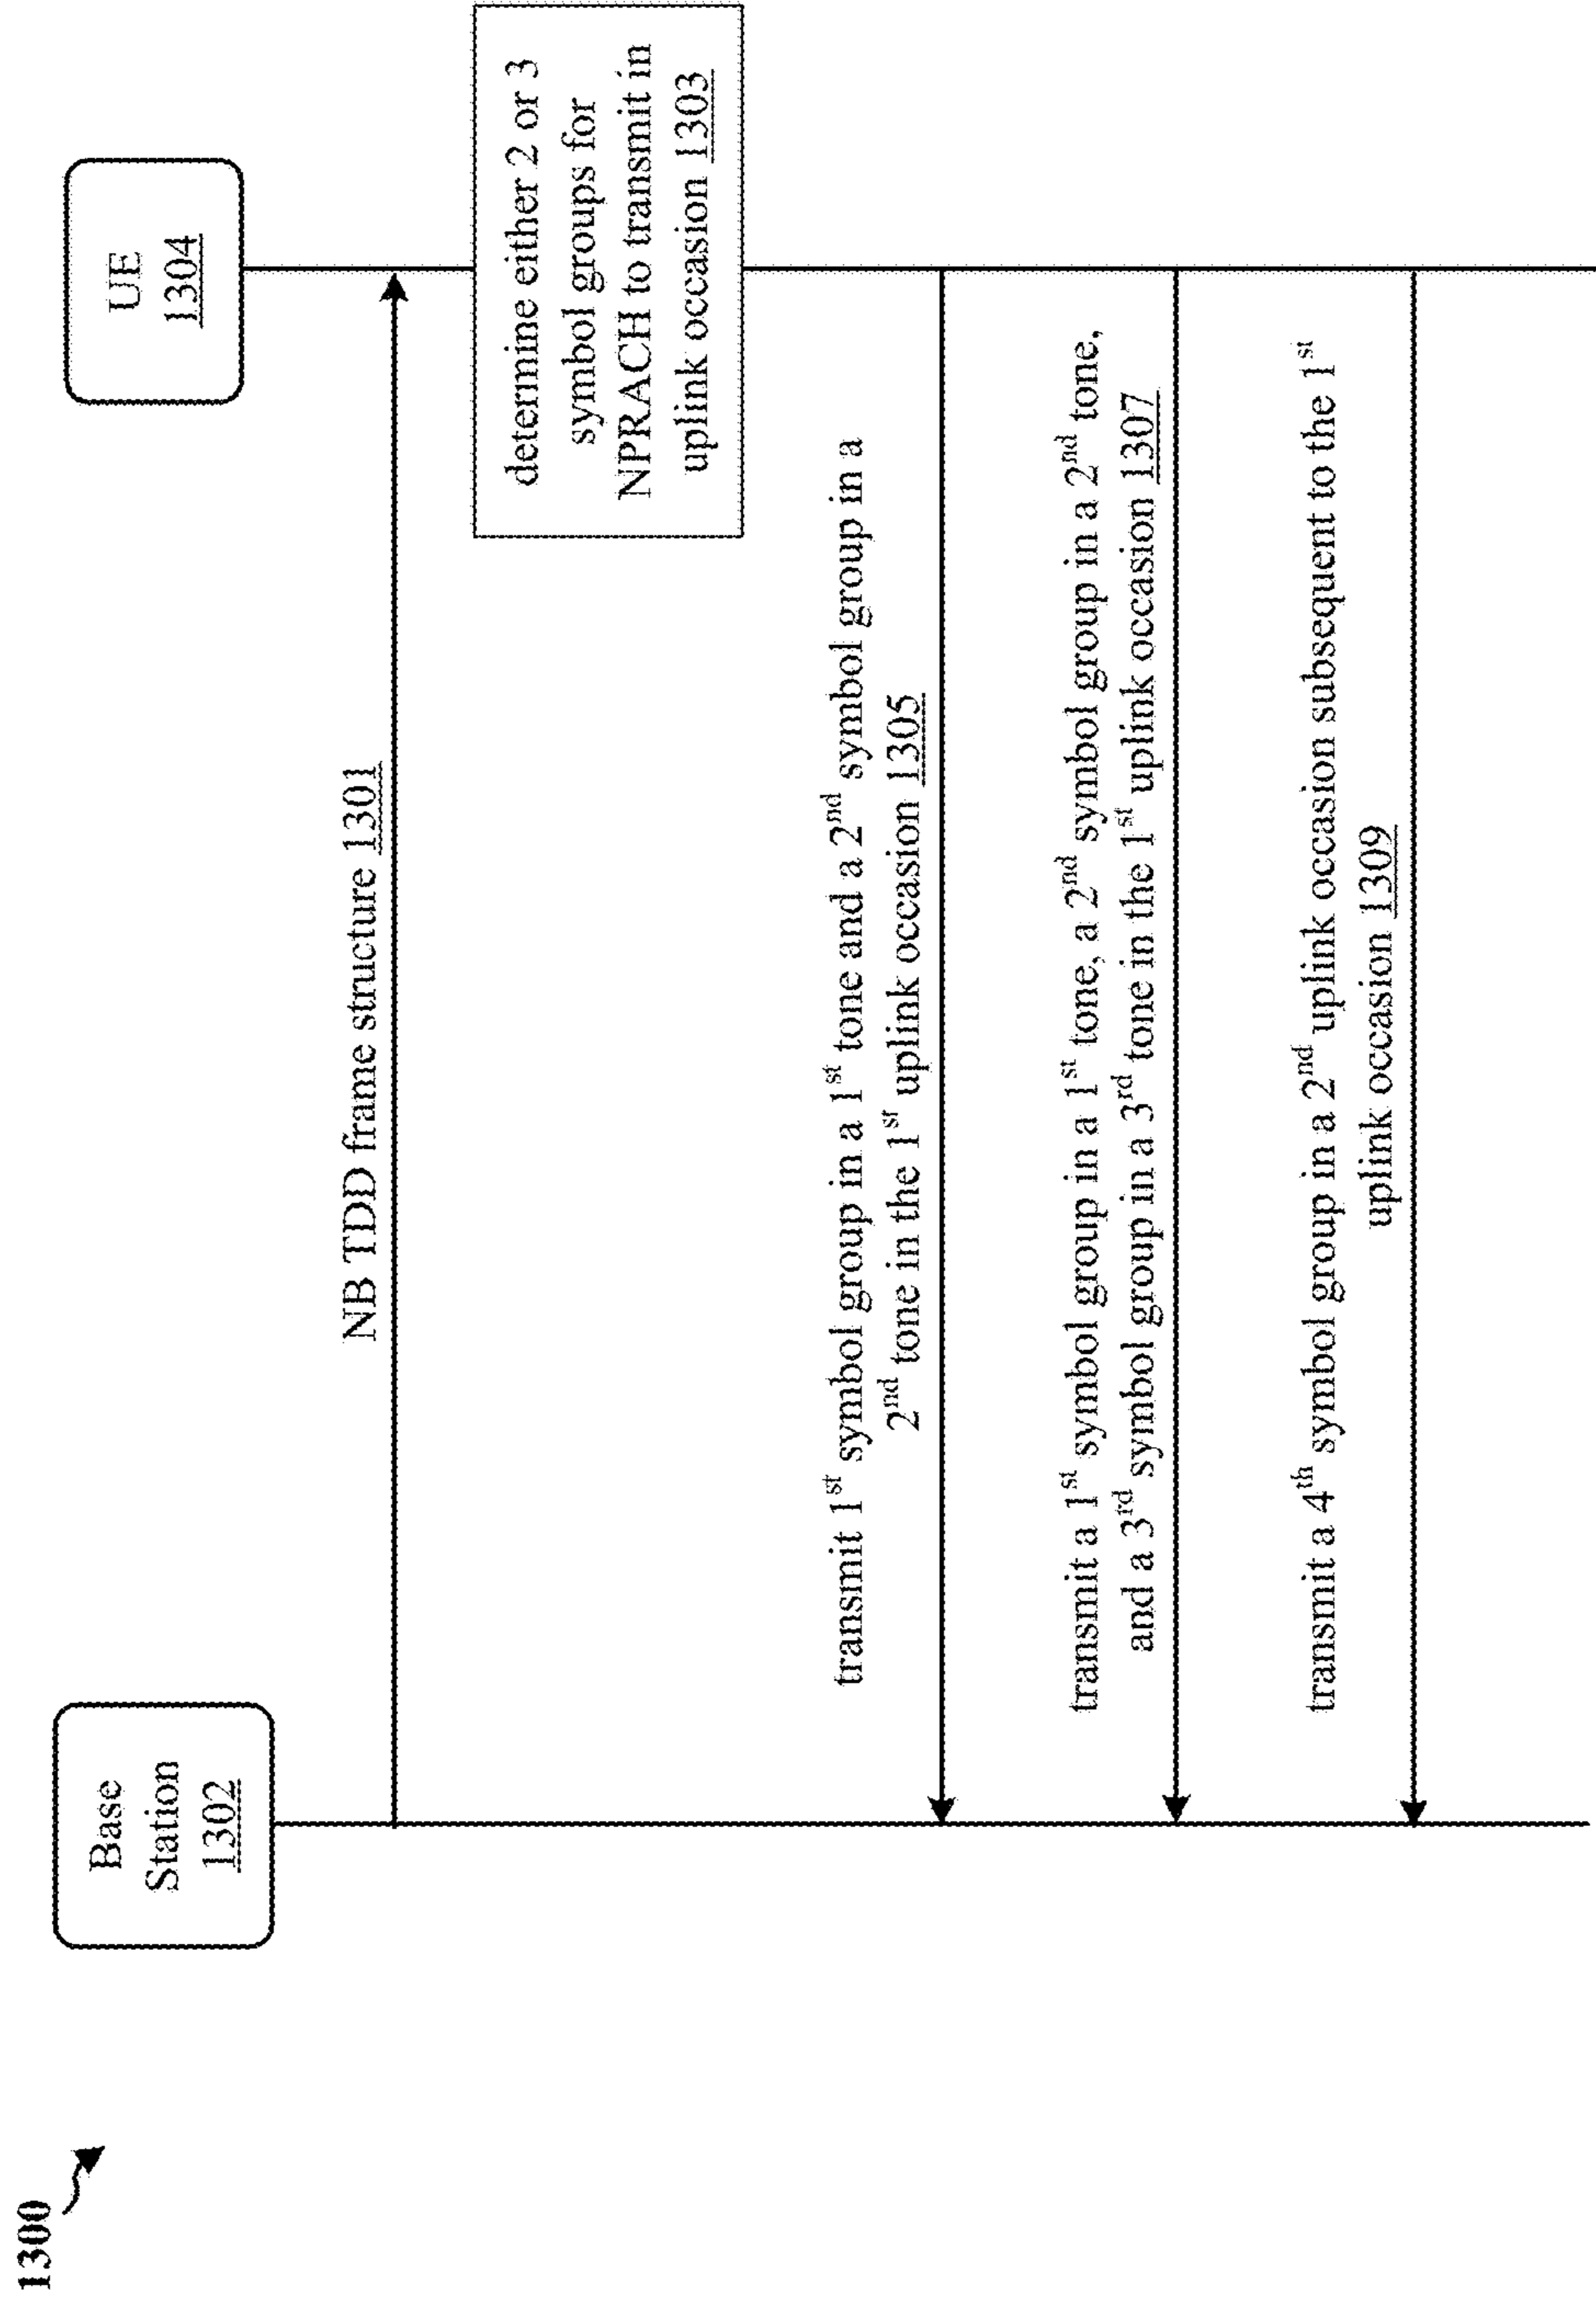 1300
Base
Station
1302
UE
1304
NB TDD frame structure 1301
determine either 2 or 3
symbol groups for
NPRACH to transmit in
uplink occasion 1303
transmit 1st symbol group in a 1st tone and a 2nd symbol group in a
2nd tone in the 1st uplink occasion 1305
transmit a 1st symbol group in a 1st tone, a 2nd symbol group in a 2nd tone,
and a 3rd symbol group in a 3rd tone in the 1st uplink occasion 1307
transmit a 4th symbol group in a 2nd uplink occasion subsequent to the 1st
uplink occasion 1309